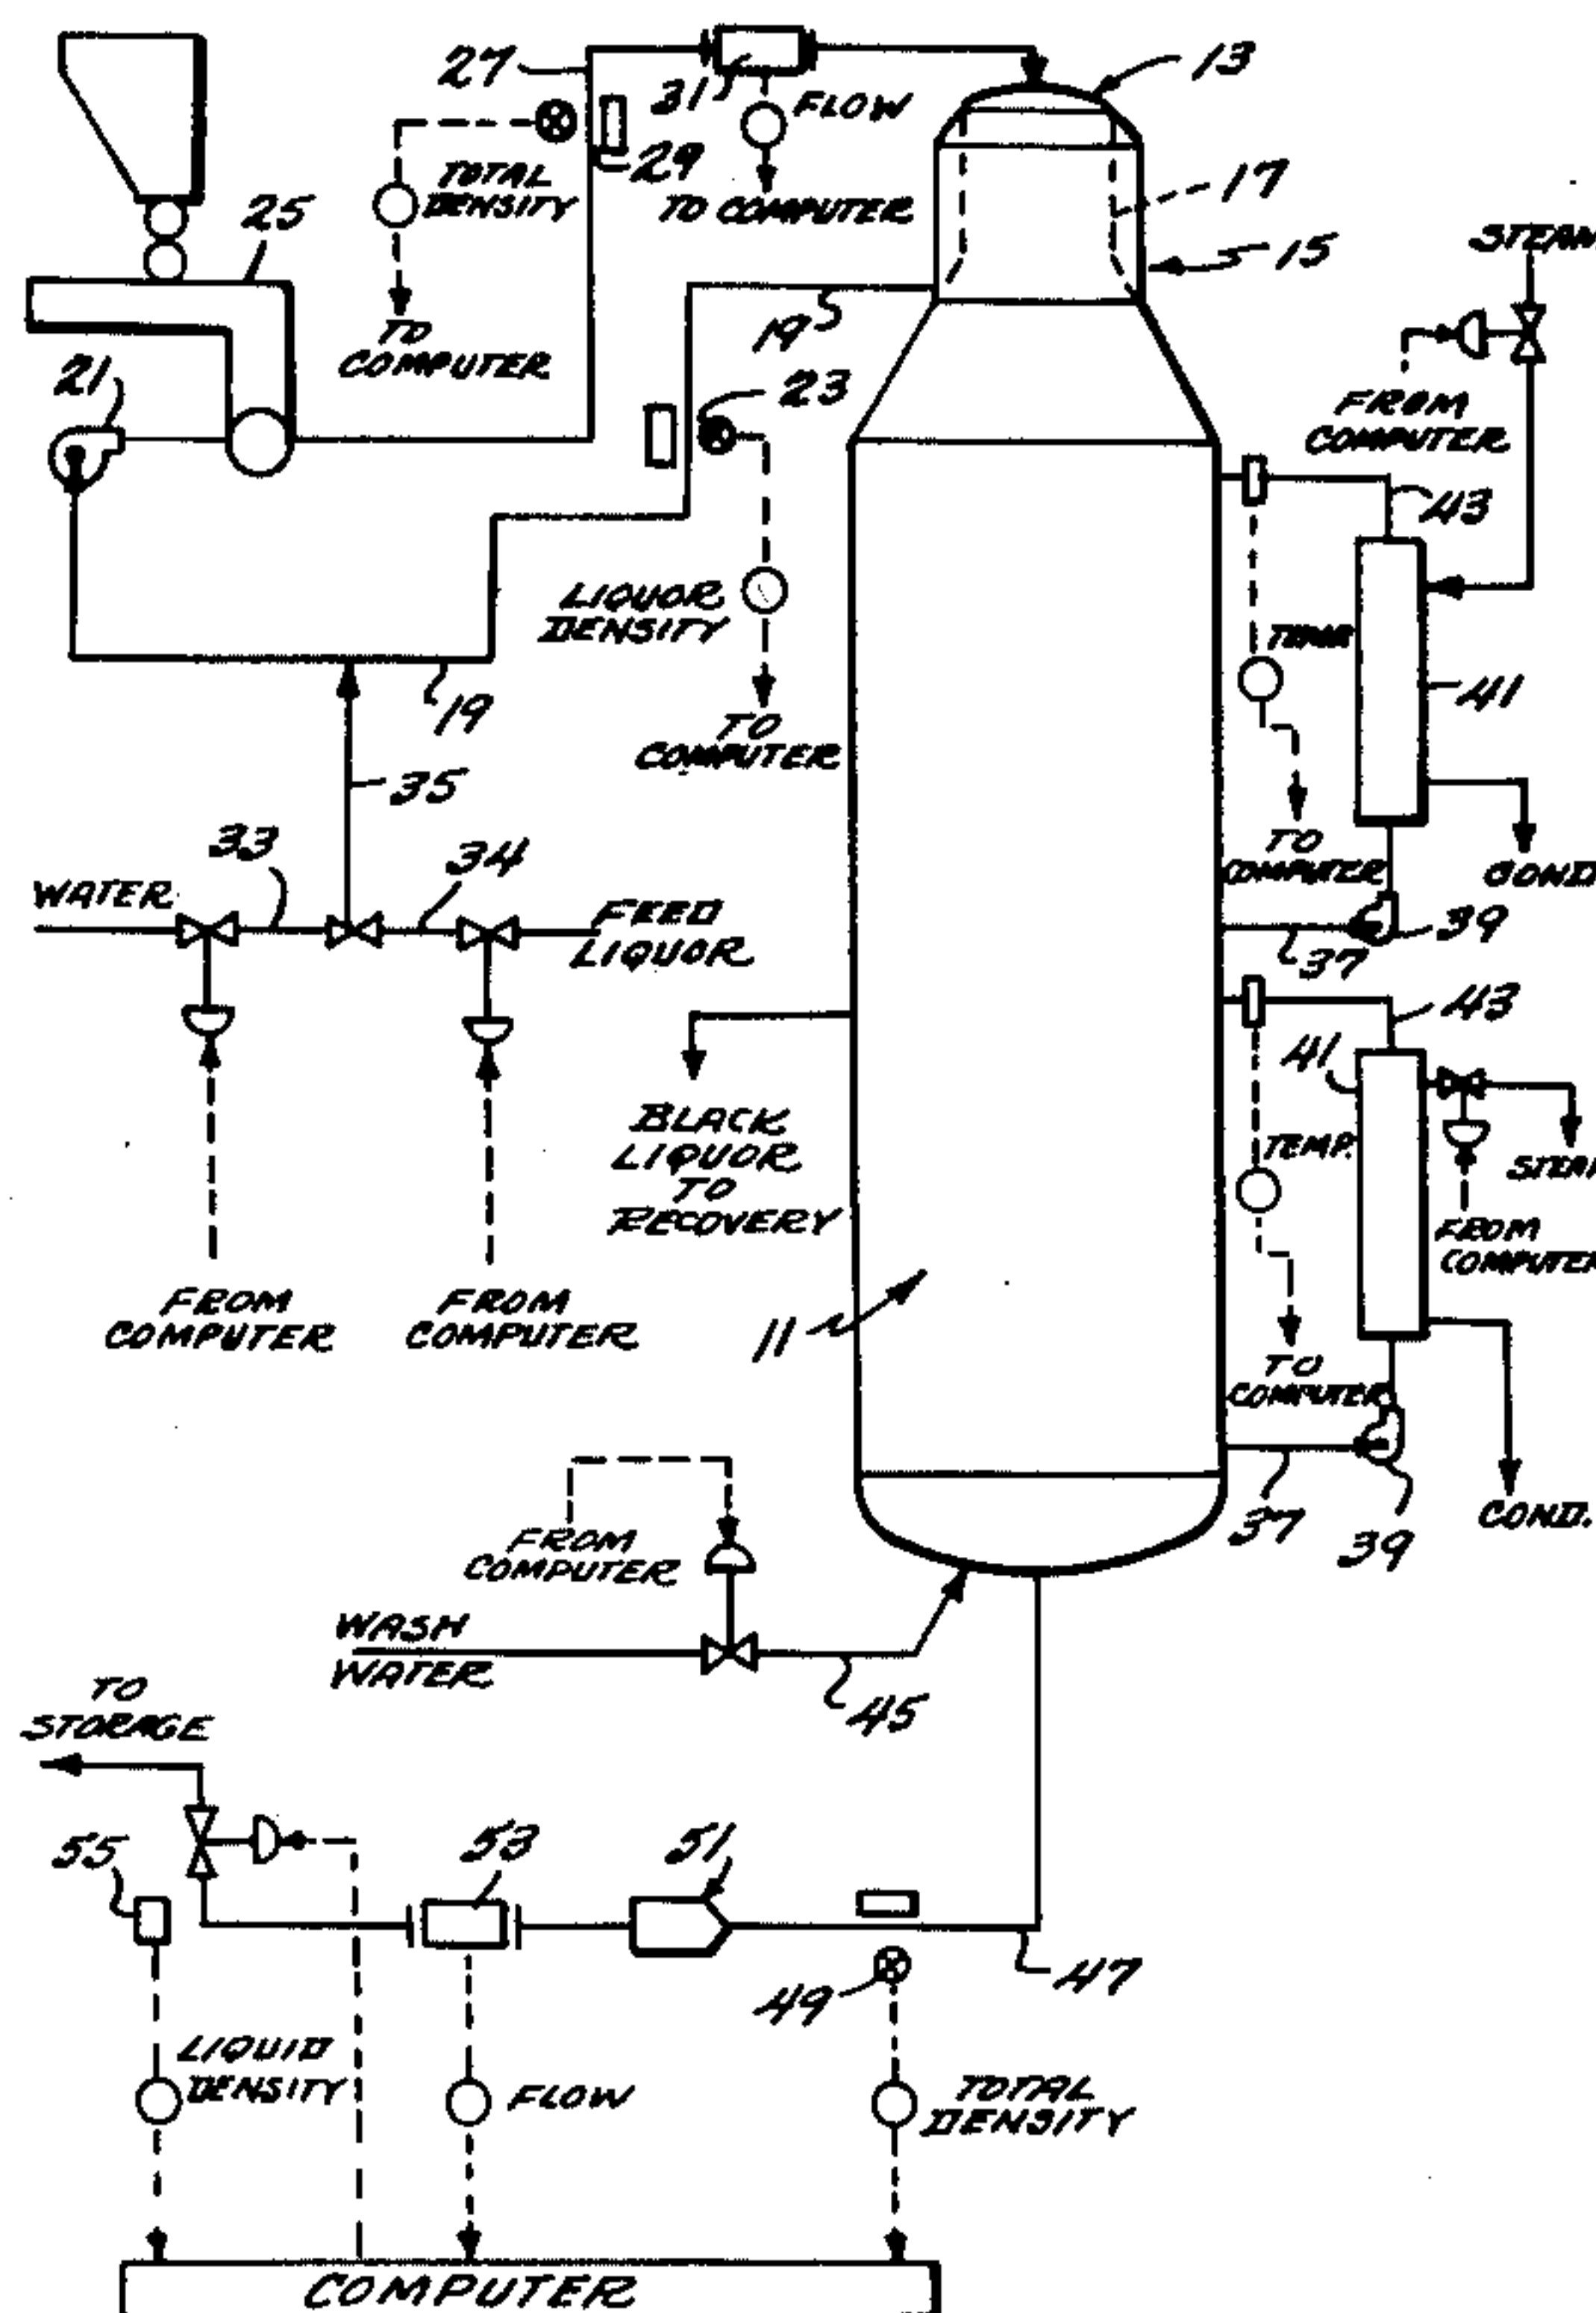 27
31
FLOW
13
TOTAL
DENSITY
29
TO COMPUTER
17
25
15
STEAM
TO
COMPUTER
19
21
23
FROM
COMPUTER
43
LIQUOR
DENSITY
TEMP.
41
19
TO
COMPUTER
35
33
34
TO
COMPUTER
COND
WATER
FEED
LIQUOR
39
37
43
41
BLACK
LIQUOR
TO
RECOVERY
TEMP.
STEA
FROM
COMPUTER
FROM
COMPUTER
FROM
COMPUTER
11
TO
COMPUTER
37
39
COND.
FROM
COMPUTER
WASH
WATER
45
TO
STORAGE
55
53
51
49
47
LIQUID
DENSITY
FLOW
TOTAL
DENSITY
COMPUTER